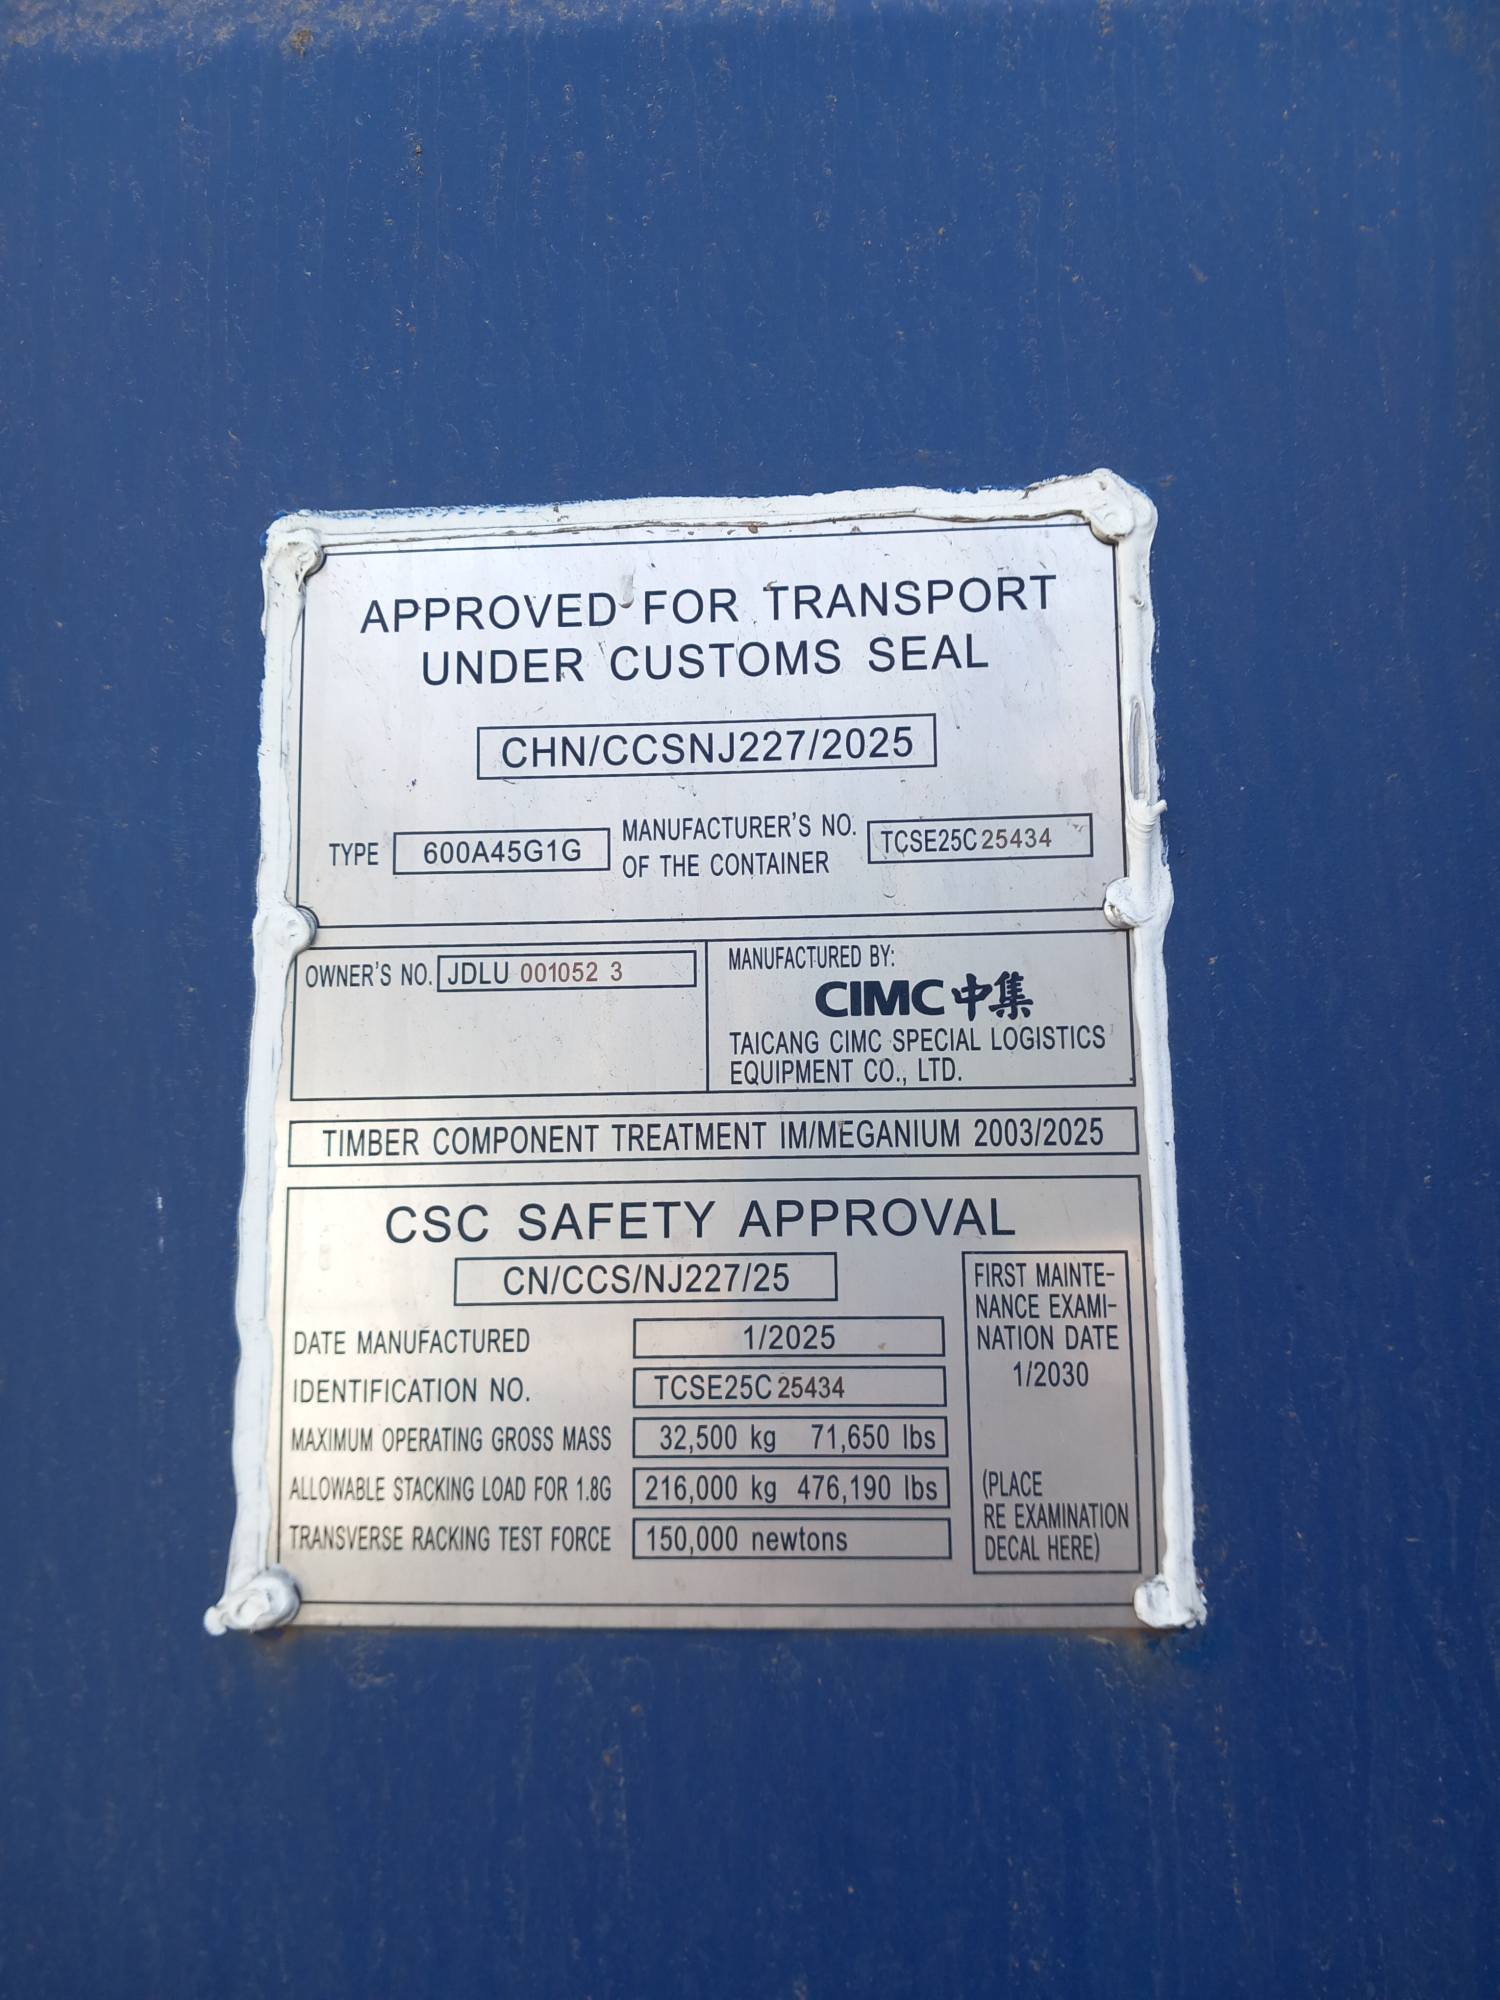 APPROVED FOR TRANSPORT
UNDER CUSTOMS SEAL
CHN/CCSNJ227/2025
TYPE 600A45G1G MANUFACTURER'S NO. OF THE CONTAINER TCSE25C 25434
OWNER'S NO. JDLU 001052 3
MANUFACTURED BY:
CIMC 中集
TAICANG CIMC SPECIAL LOGISTICS
EQUIPMENT CO., LTD.
TIMBER COMPONENT TREATMENT IM/MEGANIUM 2003/2025
CSC SAFETY APPROVAL
CN/CCS/NJ227/25
DATE MANUFACTURED 1/2025
IDENTIFICATION NO. TCSE25C 25434
MAXIMUM OPERATING GROSS MASS 32,500 kg 71,650 lbs
ALLOWABLE STACKING LOAD FOR 1.8G 216,000 kg 476,190 lbs
TRANSVERSE RACKING TEST FORCE 150,000 newtons
FIRST MAINTE-
NANCE EXAMI-
NATION DATE
1/2030
(PLACE
RE EXAMINATION
DECAL HERE)